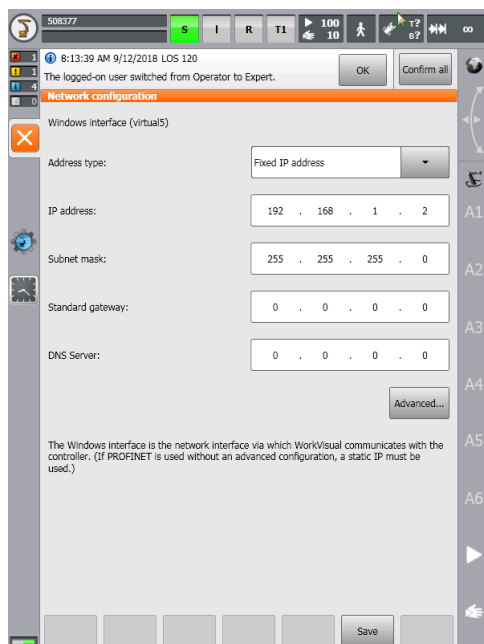 508377
S I R T1 100 10 T? B? ∞
1
1
4
0
8:13:39 AM 9/12/2018 LOS 120
The logged-on user switched from Operator to Expert.
OK
Confirm all
Network configuration
Windows interface (virtual5)
Address type: Fixed IP address
IP address: 192 . 168 . 1 . 2
Subnet mask: 255 . 255 . 255 . 0
Standard gateway: 0 . 0 . 0 . 0
DNS Server: 0 . 0 . 0 . 0
Advanced...
The Windows interface is the network interface via which WorkVisual communicates with the
controller. (If PROFINET is used without an advanced configuration, a static IP must be
used.)
A1
A2
A3
A4
A5
A6
Save